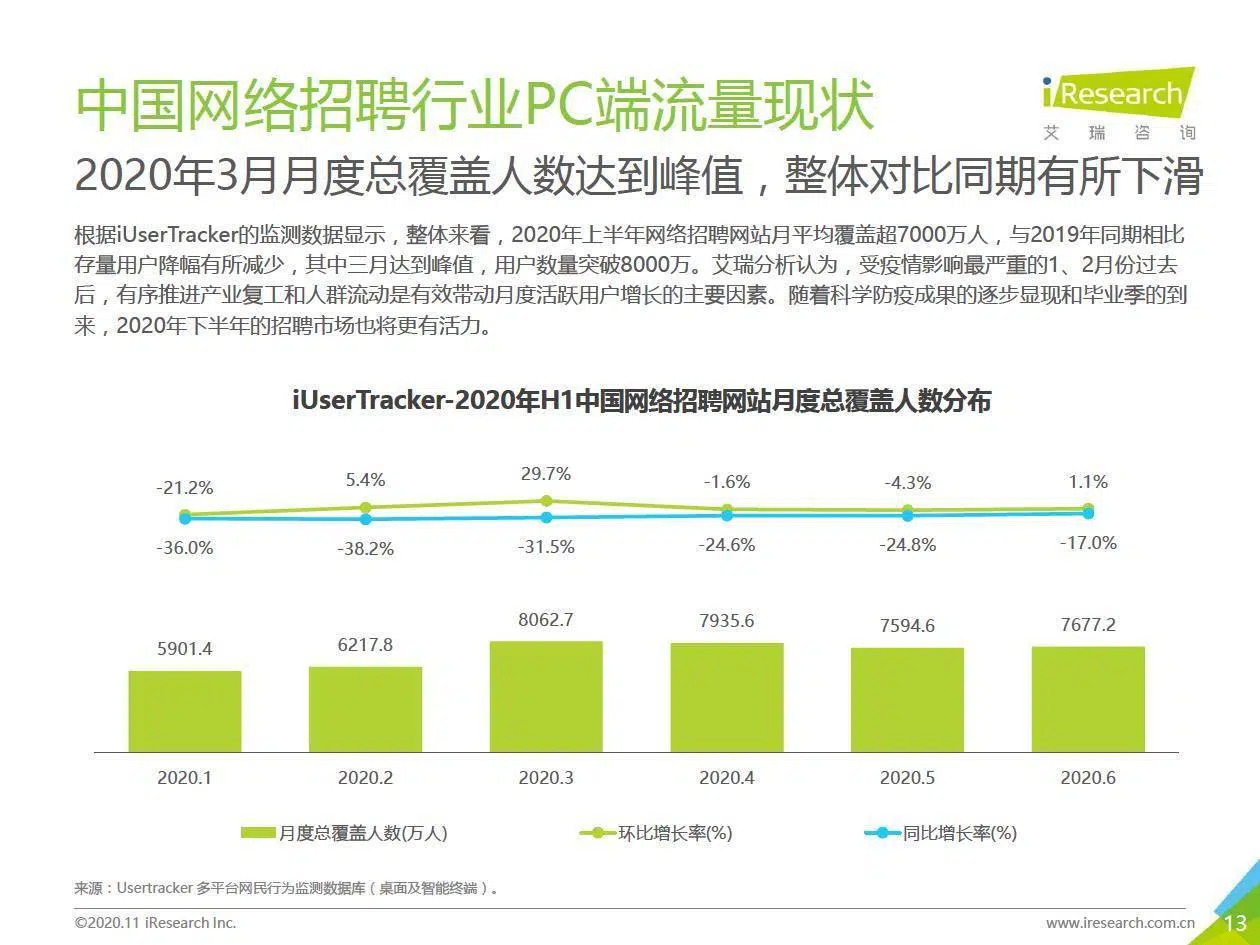 中国网络招聘行业PC端流量现状
iResearch
艾瑞咨询
2020年3月月度总覆盖人数达到峰值，整体对比同期有所下滑
根据iUserTracker的监测数据显示，整体来看，2020年上半年网络招聘网站月平均覆盖超7000万人，与2019年同期相比
存量用户降幅有所减少，其中三月达到峰值，用户数量突破8000万。艾瑞分析认为，受疫情影响最严重的1、2月份过去
后，有序推进产业复工和人群流动是有效带动月度活跃用户增长的主要因素。随着科学防疫成果的逐步显现和毕业季的到
来，2020年下半年的招聘市场也将更有活力。
iUserTracker-2020年H1中国网络招聘网站月度总覆盖人数分布
-21.2% 5.4% 29.7% -1.6% -4.3% 1.1%
-36.0% -38.2% -31.5% -24.6% -24.8% -17.0%
5901.4 6217.8 8062.7 7935.6 7594.6 7677.2
2020.1 2020.2 2020.3 2020.4 2020.5 2020.6
月度总覆盖人数(万人) 环比增长率(%) 同比增长率(%)
来源：Usertracker 多平台网民行为监测数据库（桌面及智能终端）。
©2020.11 iResearch Inc.
www.iresearch.com.cn
13